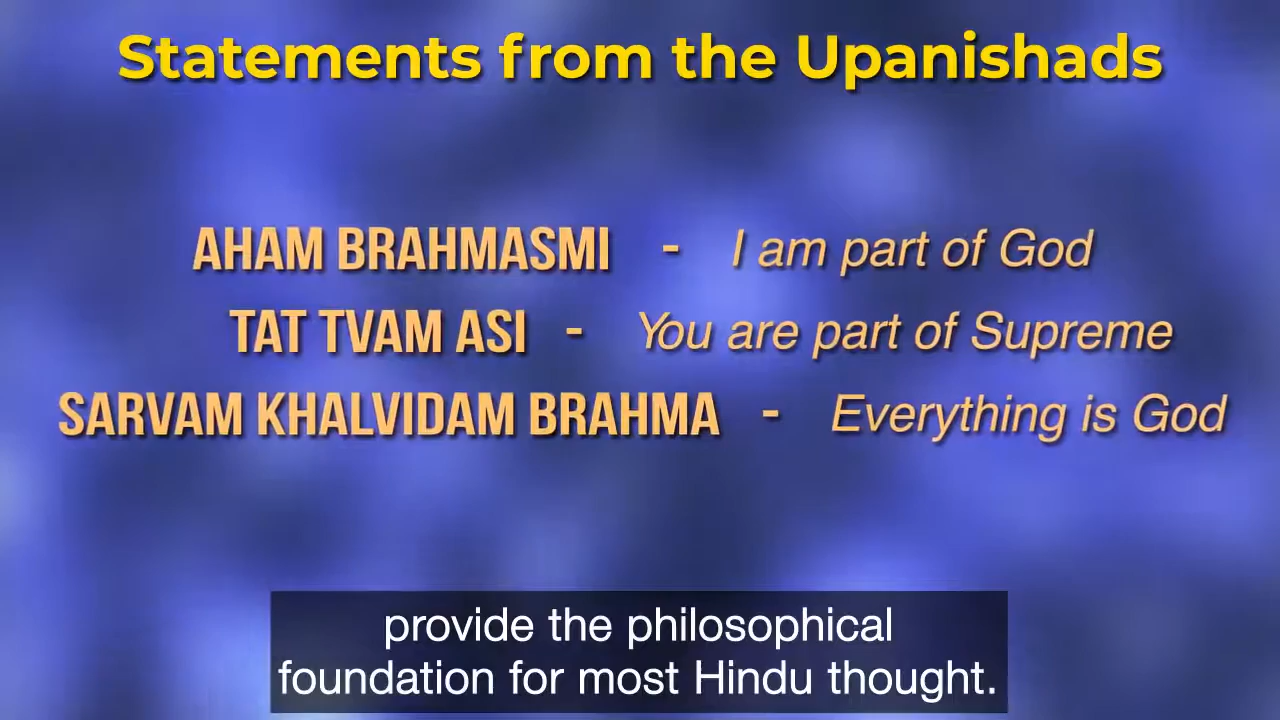 Statements from the Upanishads
AHAM BRAHMASMI - I am part of God
TAT TVAM ASI - You are part of Supreme
SARVAM KHALVIDAM BRAHMA - Everything is God
provide the philosophical
foundation for most Hindu thought.